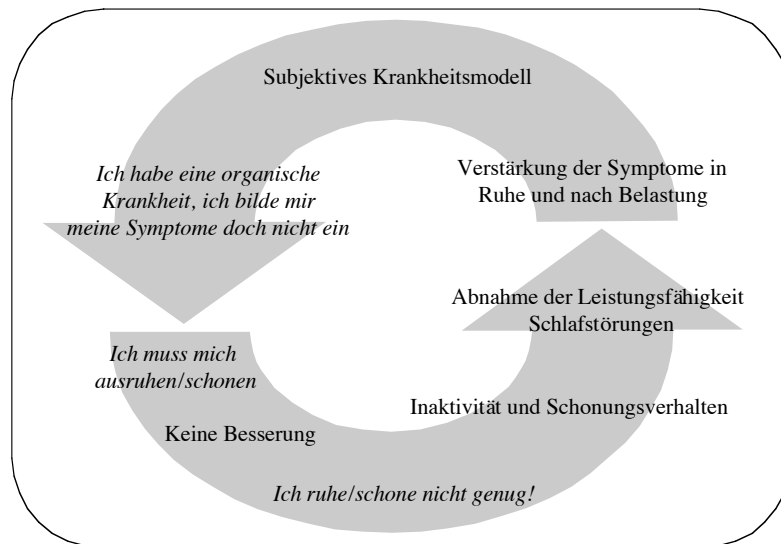 Subjektives Krankheitsmodell
Ich habe eine organische
Krankheit, ich bilde mir
meine Symptome doch nicht ein
Verstärkung der Symptome in
Ruhe und nach Belastung
Abnahme der Leistungsfähigkeit
Schlafstörungen
Ich muss mich
ausruhen/schonen
Inaktivität und Schonungsverhalten
Keine Besserung
Ich ruhe/schone nicht genug!